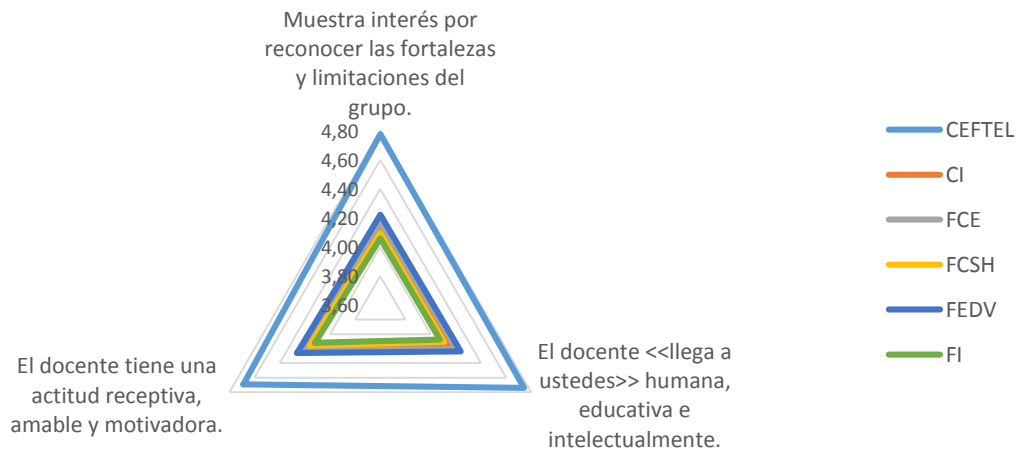 Muestra interés por
reconocer las fortalezas
y limitaciones del
grupo.
4,80
4,60
4,40
4,20
4,00
3,80
3,60
El docente <<llega a
ustedes>> humana,
educativa e
intelectualmente.
El docente tiene una
actitud receptiva,
amable y motivadora.
CEFTEL
CI
FCE
FCSH
FEDV
FI